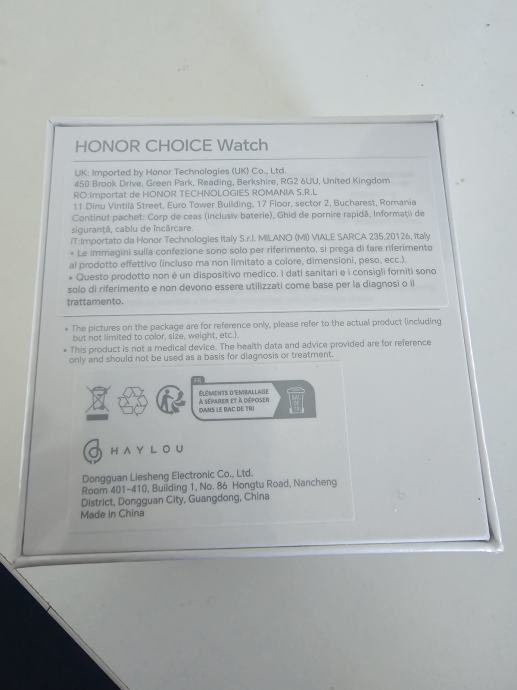 HONOR CHOICE Watch
UK: Imported by Honor Technologies (UK) Co., Ltd.
450 Brook Drive, Green Park, Reading, Berkshire, RG2 6UU, United Kingdom
RO:Importat de HONOR TECHNOLOGIES ROMANIA S.R.L
11 Dinu Vintilă Street, Euro Tower Building, 17 Floor, sector 2, Bucharest, Romania
Continut pachet: Corp de ceas (inclusiv baterie), Ghid de pornire rapidă, Informații de
siguranță, cablu de încărcare.
IT:Importato da Honor Technologies Italy S.r.l. MILANO (MI) VIALE SARCA 235,20126, Italy
• Le immagini sulla confezione sono solo per riferimento, si prega di fare riferimento
al prodotto effettivo (incluso ma non limitato a colore, dimensioni, peso, ecc.).
• Questo prodotto non è un dispositivo medico. I dati sanitari e i consigli forniti sono
solo di riferimento e non devono essere utilizzati come base per la diagnosi o il
trattamento.
• The pictures on the package are for reference only, please refer to the actual product (including
but not limited to color, size, weight, etc.).
• This product is not a medical device. The health data and advice provided are for reference
only and should not be used as a basis for diagnosis or treatment.
FR
ÉLÉMENTS D'EMBALLAGE
À SÉPARER ET À DÉPOSER
DANS LE BAC DE TRI
BAC
DE
TRI
HAYLOU
Dongguan Liesheng Electronic Co., Ltd.
Room 401-410, Building 1, No. 86 Hongtu Road, Nancheng
District, Dongguan City, Guangdong, China
Made in China